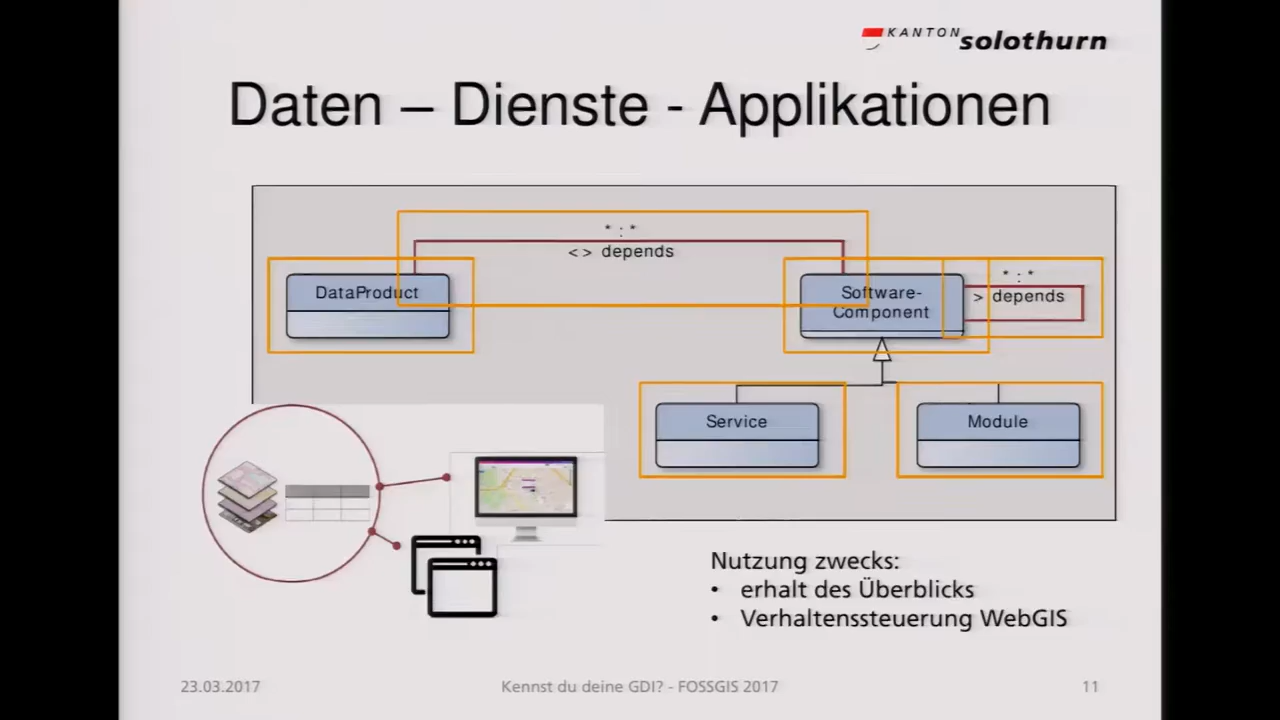 KANTON solothurn
Daten – Dienste - Applikationen
* : *
<> depends
DataProduct
Software-
Component
* : *
> depends
Service
Module
Nutzung zwecks:
• erhalt des Überblicks
• Verhaltenssteuerung WebGIS
23.03.2017
Kennst du deine GDI? - FOSSGIS 2017
11